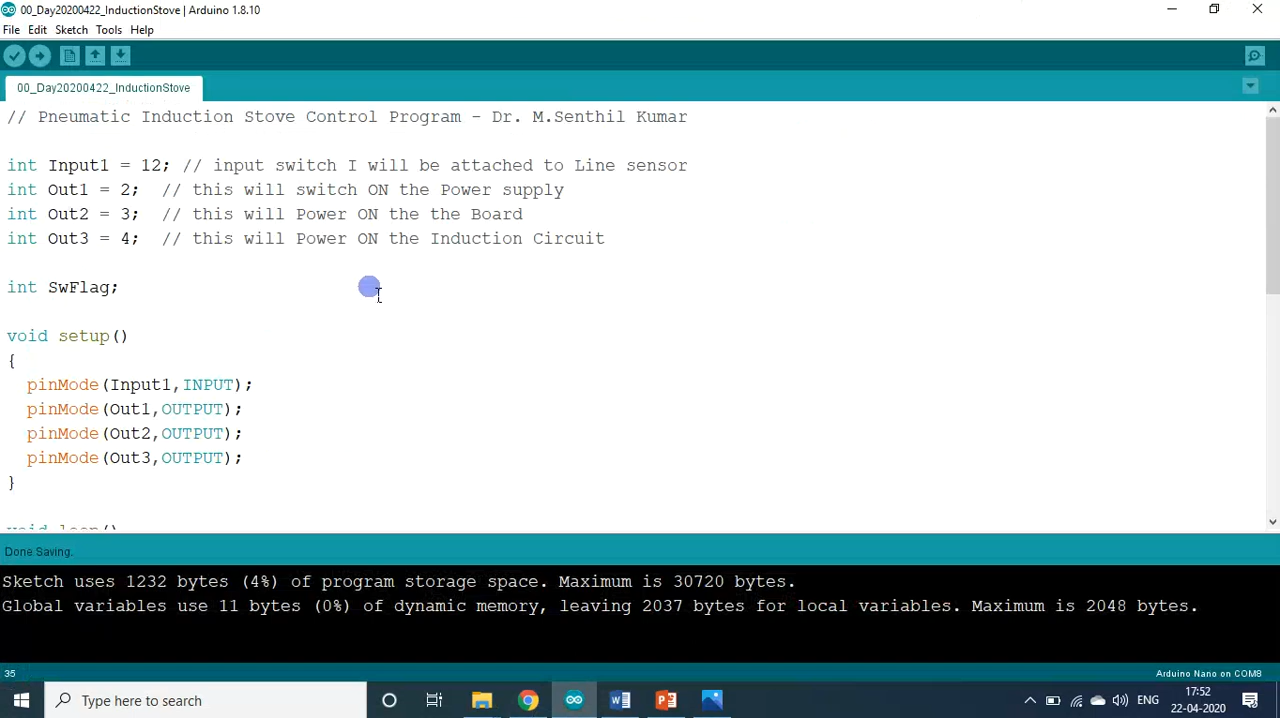 00_Day20200422_InductionStove | Arduino 1.8.10
File Edit Sketch Tools Help
00_Day20200422_InductionStove
// Pneumatic Induction Stove Control Program - Dr. M.Senthil Kumar
int Input1 = 12; // input switch I will be attached to Line sensor
int Out1 = 2;  // this will switch ON the Power supply
int Out2 = 3;  // this will Power ON the the Board
int Out3 = 4;  // this will Power ON the Induction Circuit
int SwFlag;
void setup()
{
pinMode(Input1,INPUT);
pinMode(Out1,OUTPUT);
pinMode(Out2,OUTPUT);
pinMode(Out3,OUTPUT);
}
void loop()
Done Saving.
Sketch uses 1232 bytes (4%) of program storage space. Maximum is 30720 bytes.
Global variables use 11 bytes (0%) of dynamic memory, leaving 2037 bytes for local variables. Maximum is 2048 bytes.
35 Arduino Nano on COM8
Type here to search
ENG
17:52
22-04-2020